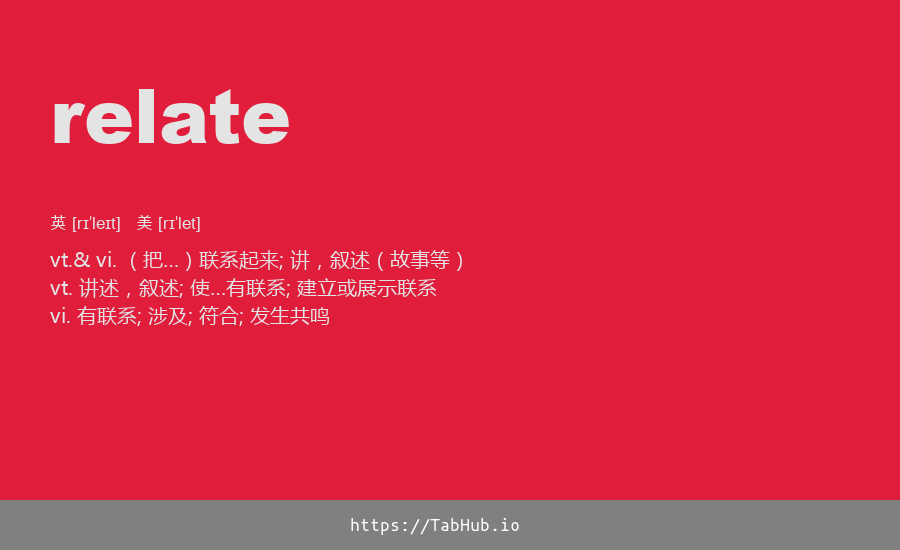 relate
英 [rɪˈleɪt] 美 [rɪˈlet]
vt.& vi. （把…）联系起来; 讲，叙述（故事等）
vt. 讲述，叙述; 使…有联系; 建立或展示联系
vi. 有联系; 涉及; 符合; 发生共鸣
https://TabHub.io